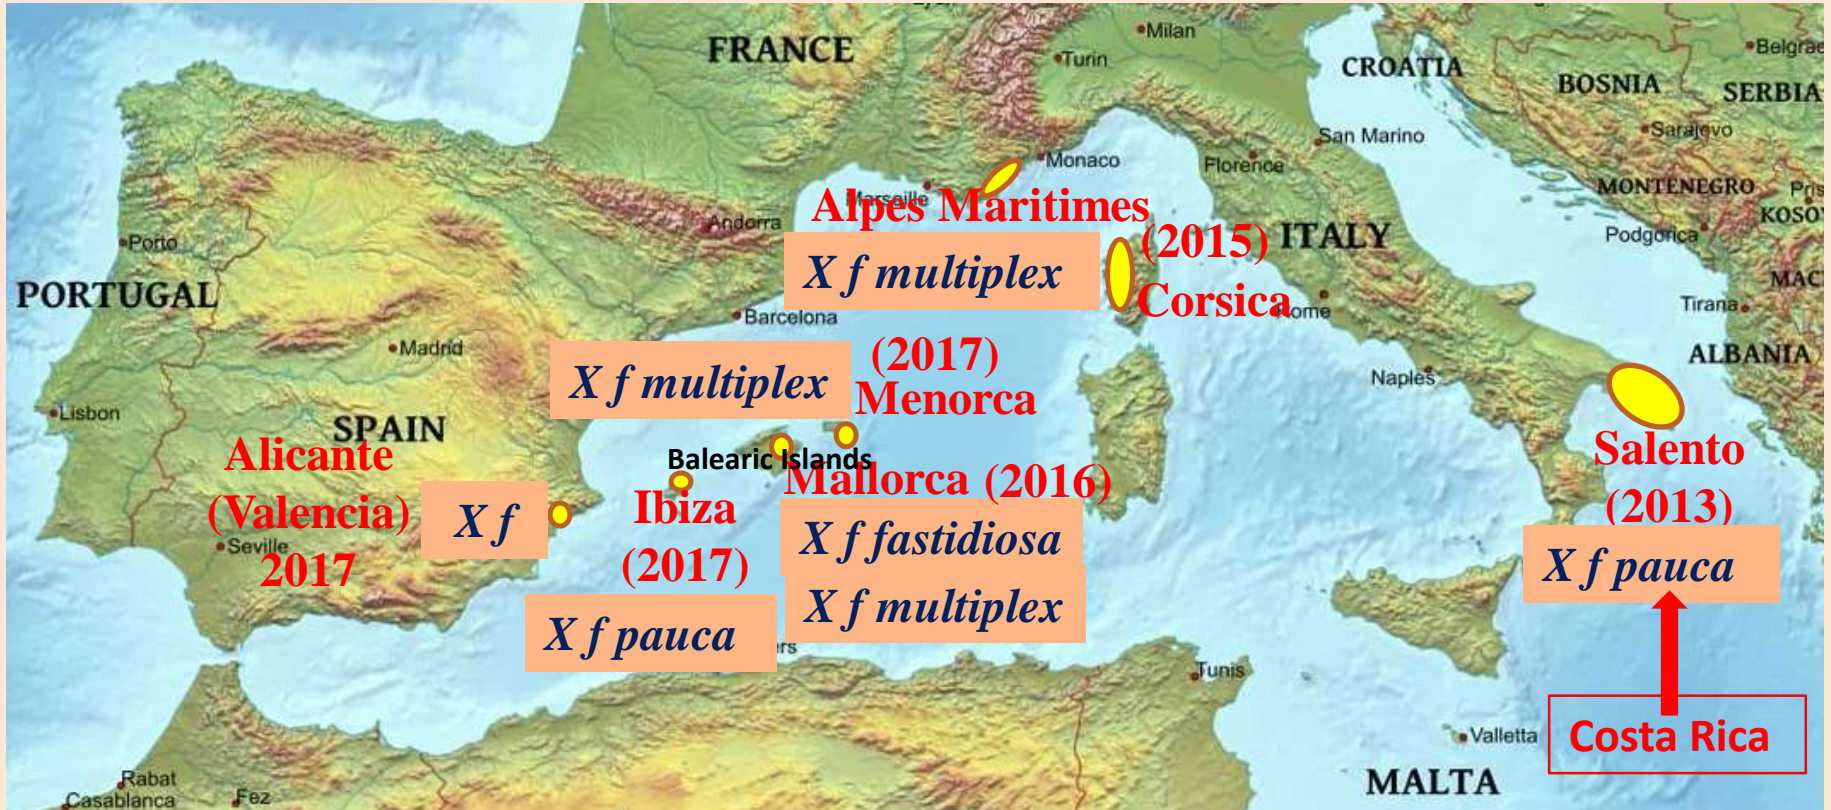 Milan
FRANCE
Turin
CROATIA
Belgrade
BOSNIA
SERBIA
Sarajevo
San Marino
Monaco
Florence
MONTENEGRO
Marseille
Alpes Maritimes
(2015)
Corsica
Andorra
ITALY
Podgorica
Porto
X f multiplex
PORTUGAL
Tirana
Barcelona
Rome
Madrid
(2017)
Menorca
ALBANIA
X f multiplex
Naples
Lisbon
SPAIN
Alicante
(Valencia)
2017
Seville
X f
Balearic Islands
Mallorca (2016)
X f fastidiosa
X f multiplex
Ibiza
(2017)
X f pauca
Salento
(2013)
X f pauca
Costa Rica
Tunis
Valletta
MALTA
Rabat
Casablanca
Fez